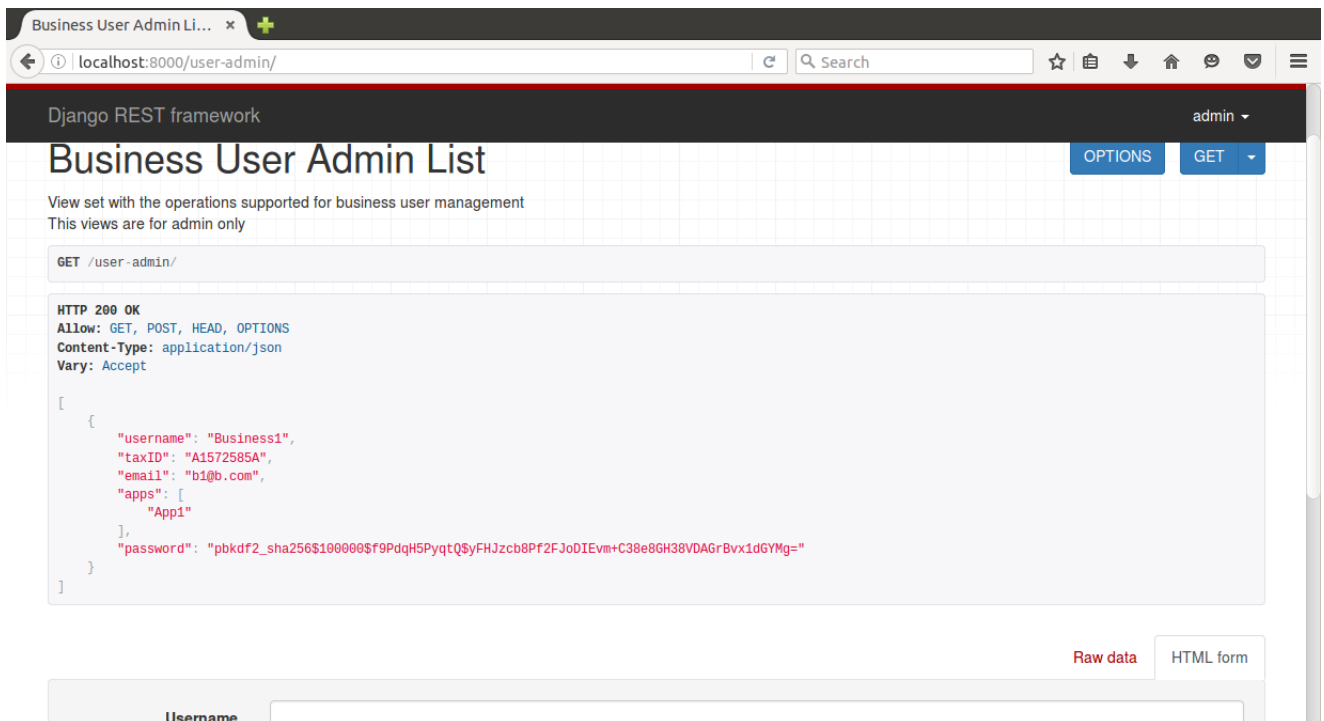 Business User Admin Li...
localhost:8000/user-admin/
Search
Django REST framework
admin
Business User Admin List
OPTIONS
GET
View set with the operations supported for business user management
This views are for admin only
GET /user-admin/
HTTP 200 OK
Allow: GET, POST, HEAD, OPTIONS
Content-Type: application/json
Vary: Accept
[
{
"username": "Business1",
"taxID": "A1572585A",
"email": "b1@b.com",
"apps": [
"App1"
],
"password": "pbkdf2_sha256$100000$f9PdqH5PyqtQ$yFHJzcb8Pf2FJoDIEvm+C38e8GH38VDAGrBvx1dGYMg="
}
]
Raw data
HTML form
Username